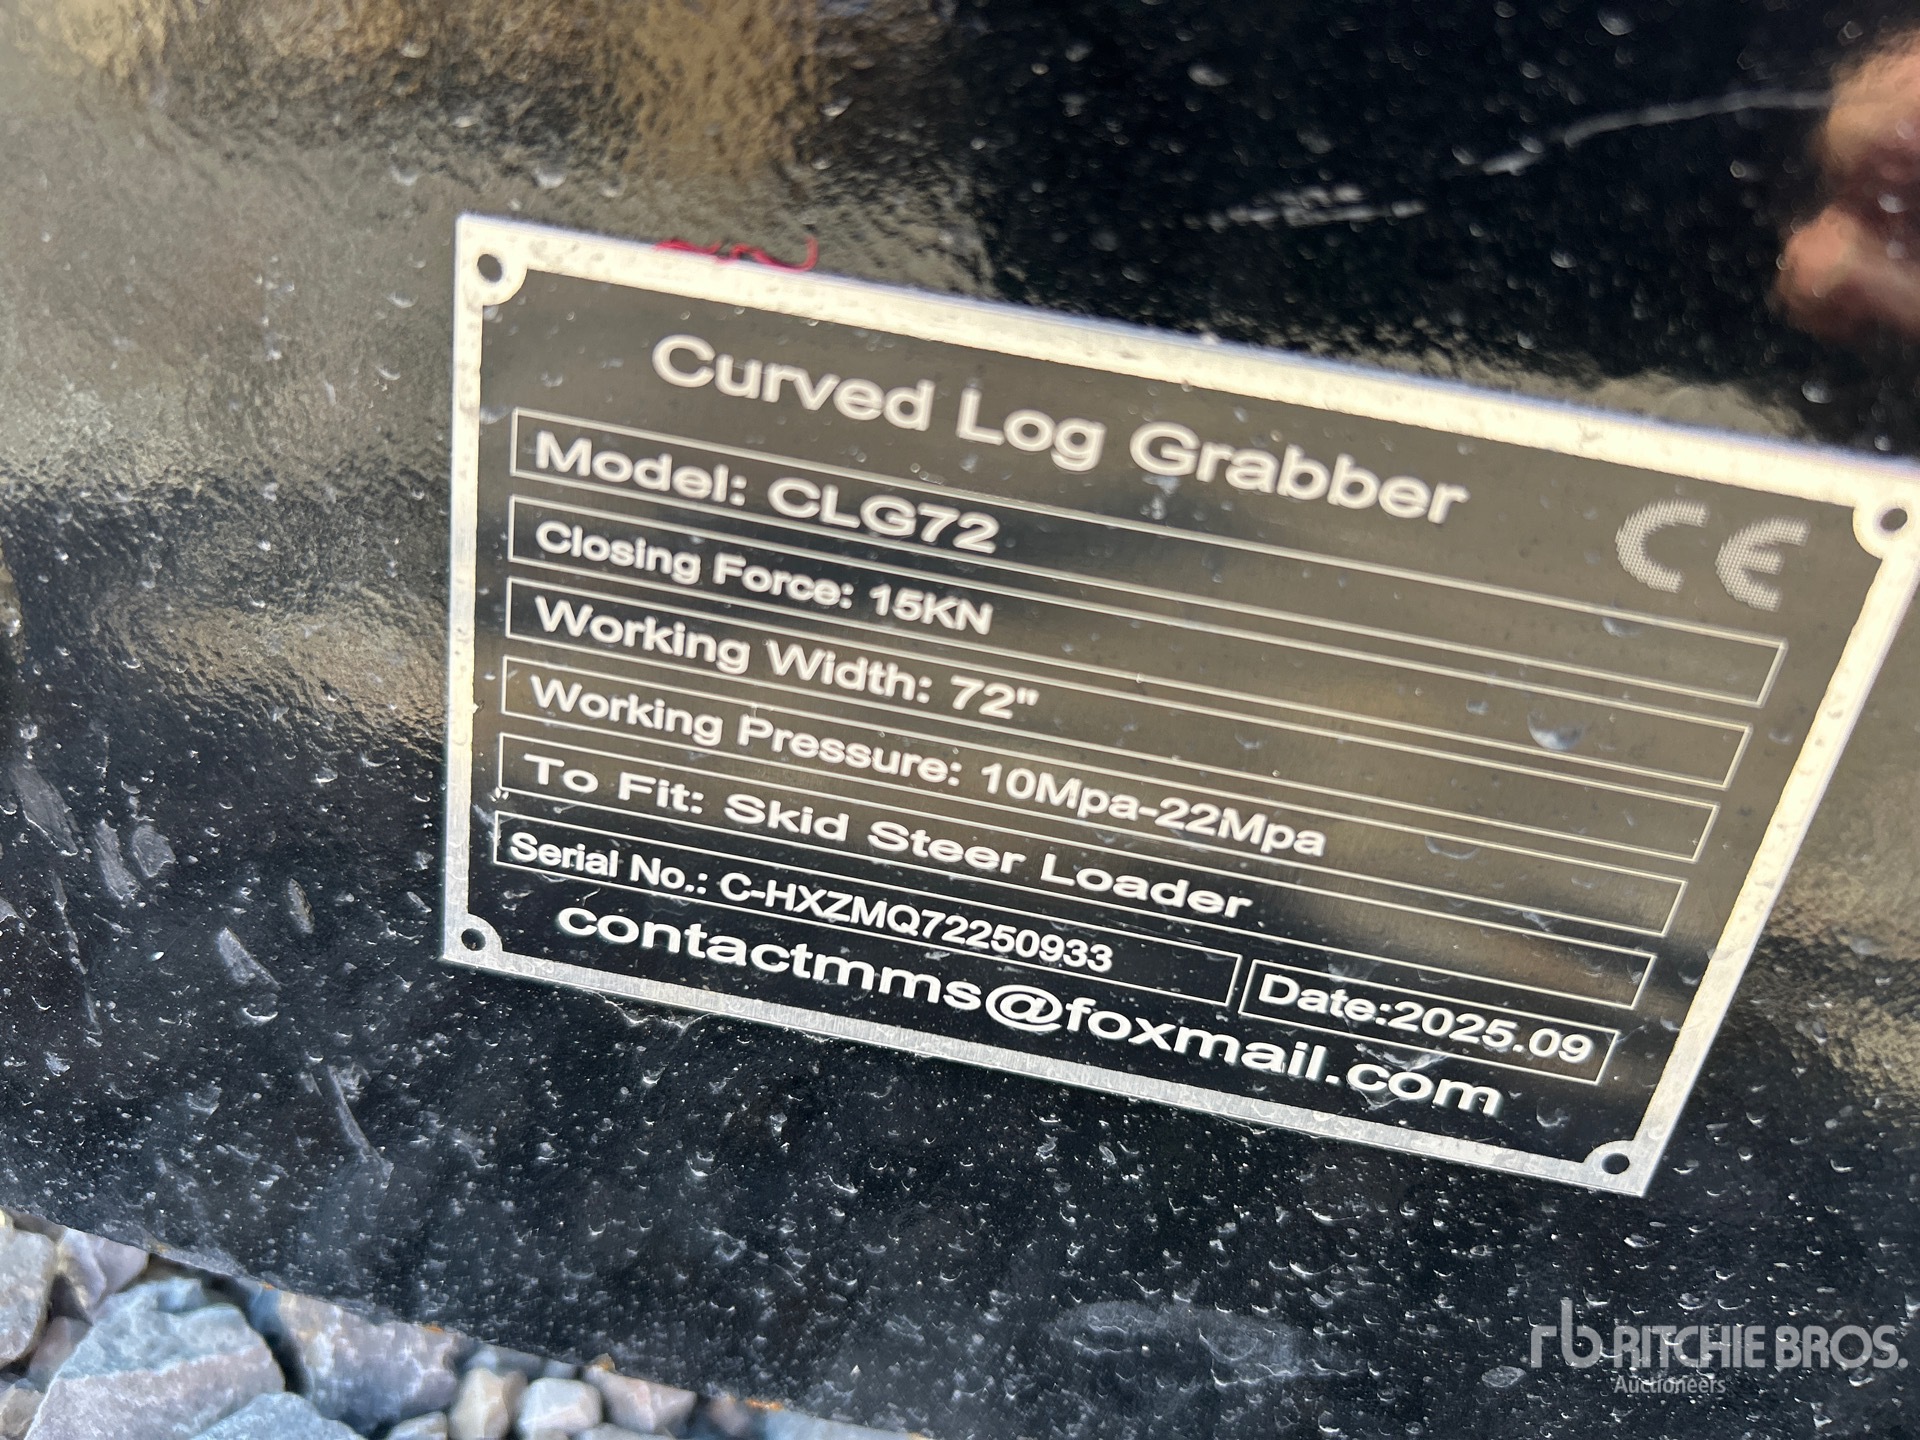 Curved Log Grabber
CE
Model: CLG72
Closing Force: 15KN
Working Width: 72"
Working Pressure: 10Mpa-22Mpa
To Fit: Skid Steer Loader
Serial No.: C-HXZMQ72250933 Date:2025.09
contactmms@foxmail.com
rb RITCHIE BROS.
Auctioneers